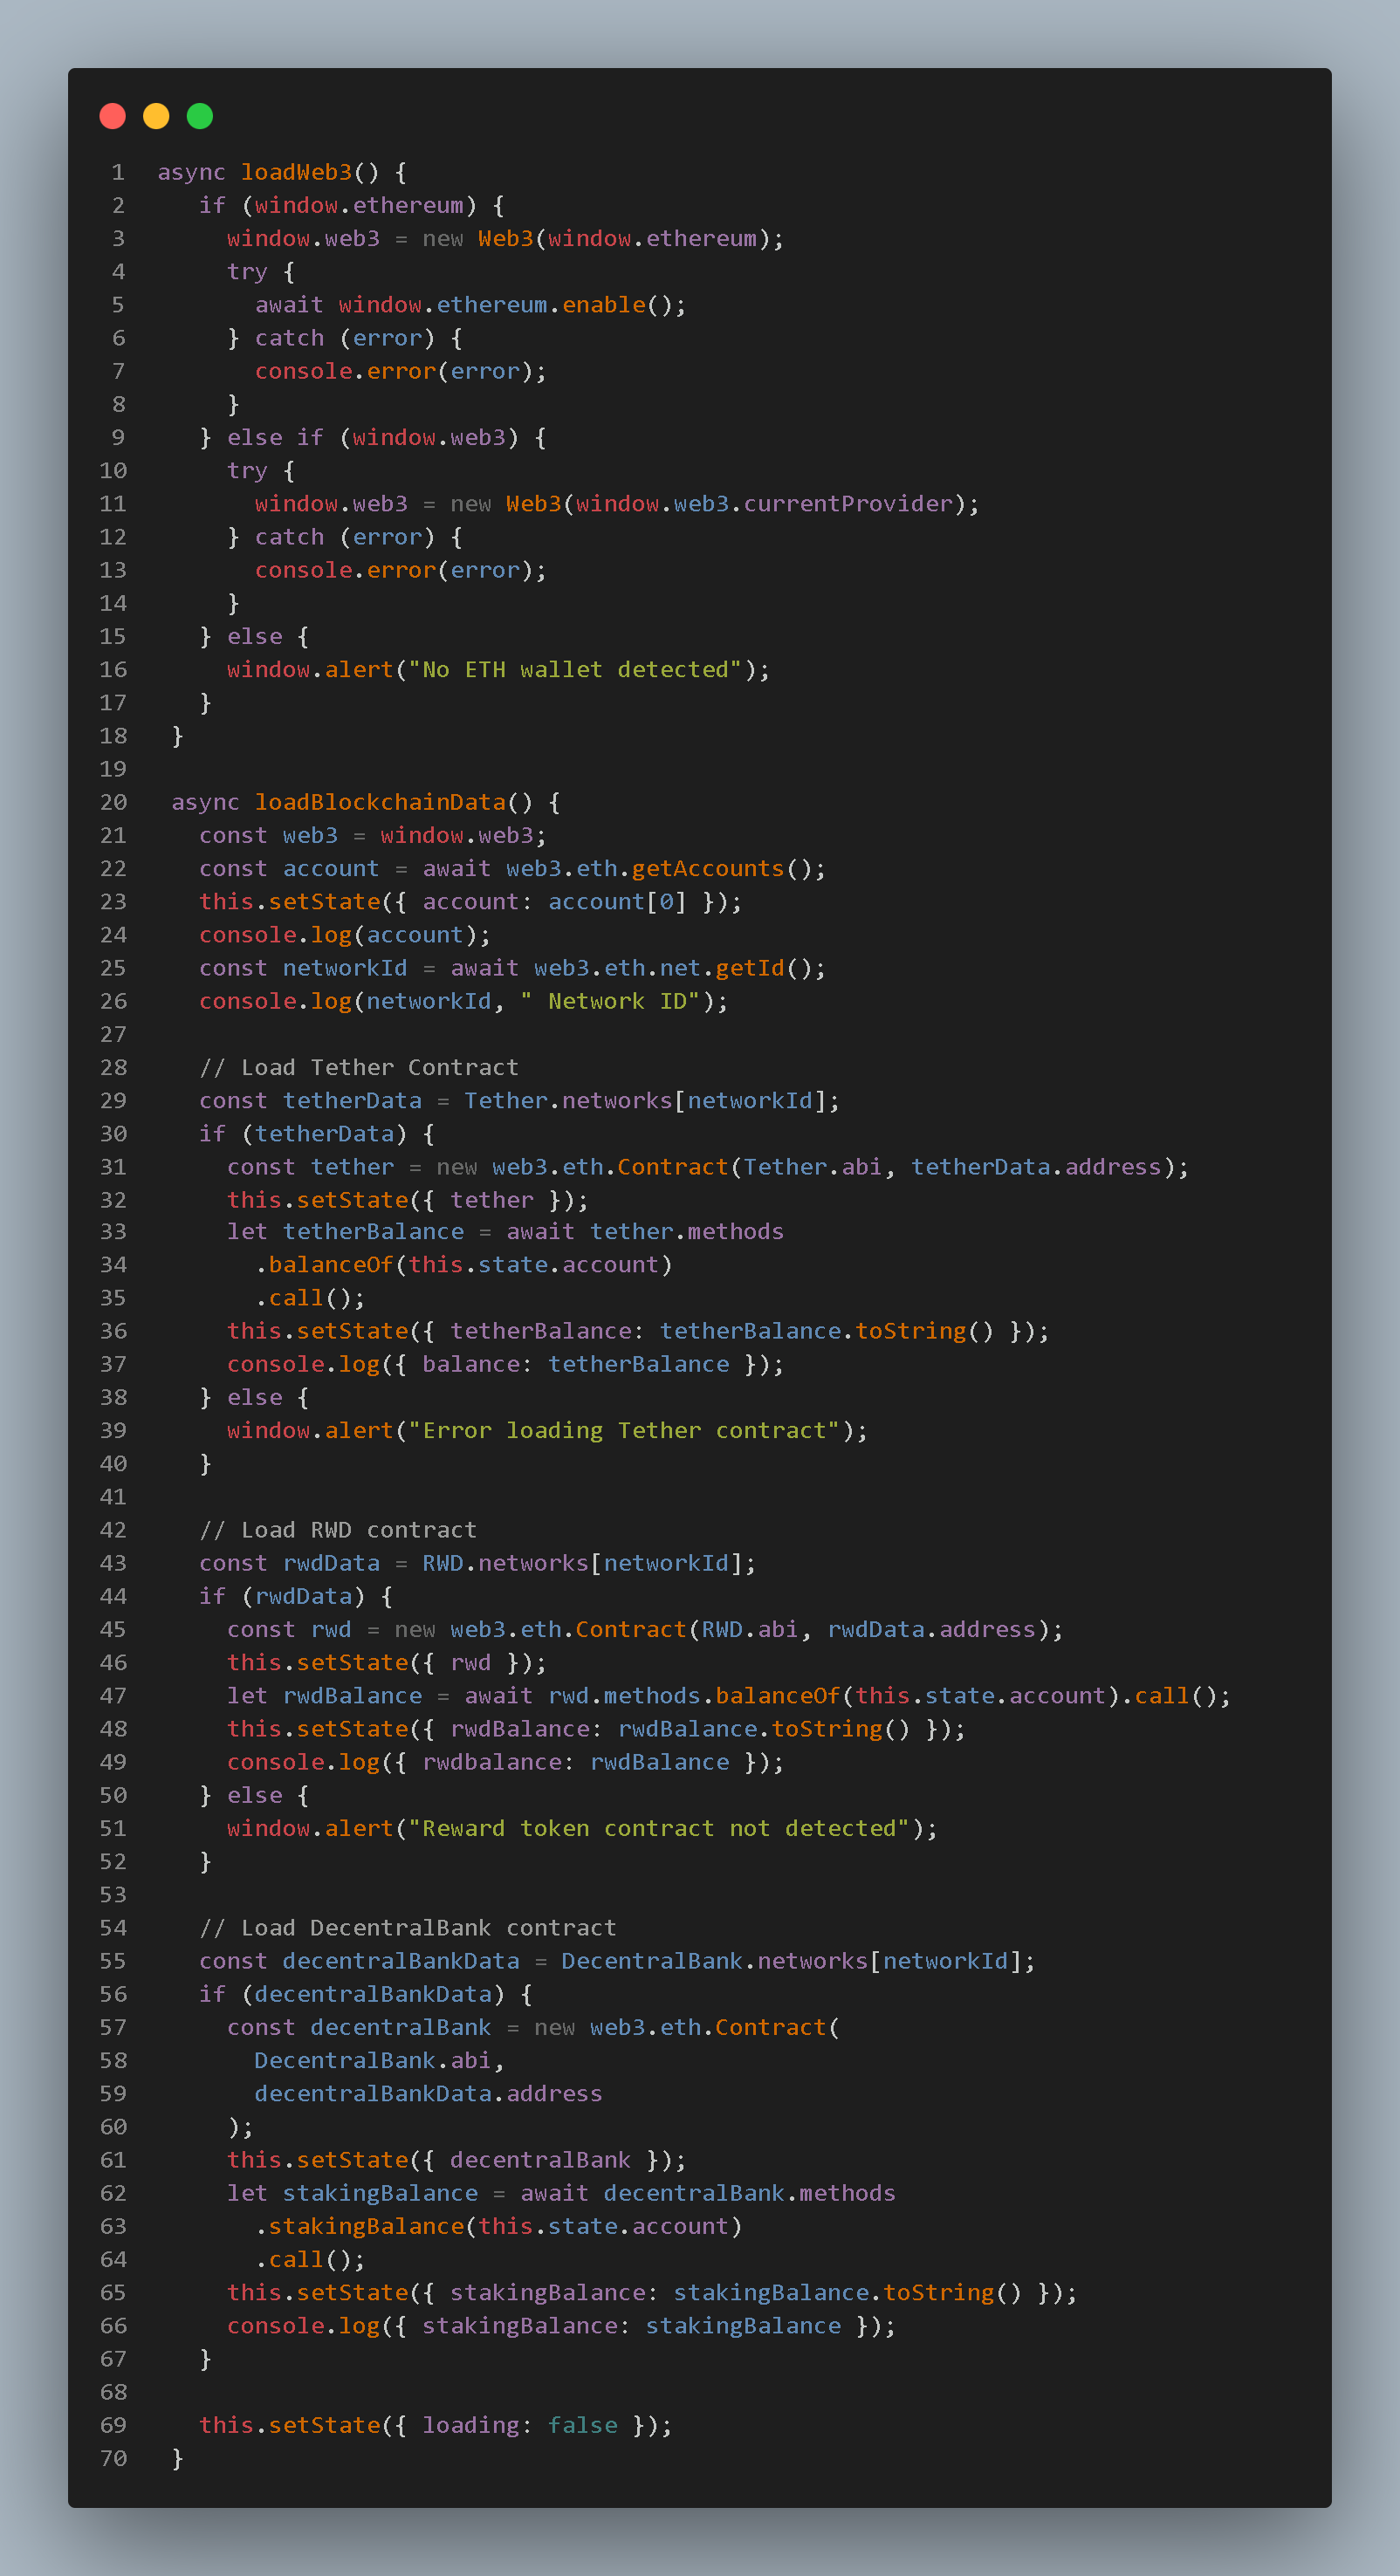 1 async loadWeb3() {
2 if (window.ethereum) {
3 window.web3 = new Web3(window.ethereum);
4 try {
5 await window.ethereum.enable();
6 } catch (error) {
7 console.error(error);
8 }
9 } else if (window.web3) {
10 try {
11 window.web3 = new Web3(window.web3.currentProvider);
12 } catch (error) {
13 console.error(error);
14 }
15 } else {
16 window.alert("No ETH wallet detected");
17 }
18 }
19
20 async loadBlockchainData() {
21 const web3 = window.web3;
22 const account = await web3.eth.getAccounts();
23 this.setState({ account: account[0] });
24 console.log(account);
25 const networkId = await web3.eth.net.getId();
26 console.log(networkId, " Network ID");
27
28 // Load Tether Contract
29 const tetherData = Tether.networks[networkId];
30 if (tetherData) {
31 const tether = new web3.eth.Contract(Tether.abi, tetherData.address);
32 this.setState({ tether });
33 let tetherBalance = await tether.methods
34 .balanceOf(this.state.account)
35 .call();
36 this.setState({ tetherBalance: tetherBalance.toString() });
37 console.log({ balance: tetherBalance });
38 } else {
39 window.alert("Error loading Tether contract");
40 }
41
42 // Load RWD contract
43 const rwdData = RWD.networks[networkId];
44 if (rwdData) {
45 const rwd = new web3.eth.Contract(RWD.abi, rwdData.address);
46 this.setState({ rwd });
47 let rwdBalance = await rwd.methods.balanceOf(this.state.account).call();
48 this.setState({ rwdBalance: rwdBalance.toString() });
49 console.log({ rwdbalance: rwdBalance });
50 } else {
51 window.alert("Reward token contract not detected");
52 }
53
54 // Load DecentralBank contract
55 const decentralBankData = DecentralBank.networks[networkId];
56 if (decentralBankData) {
57 const decentralBank = new web3.eth.Contract(
58 DecentralBank.abi,
59 decentralBankData.address
60 );
61 this.setState({ decentralBank });
62 let stakingBalance = await decentralBank.methods
63 .stakingBalance(this.state.account)
64 .call();
65 this.setState({ stakingBalance: stakingBalance.toString() });
66 console.log({ stakingBalance: stakingBalance });
67 }
68
69 this.setState({ loading: false });
70 }